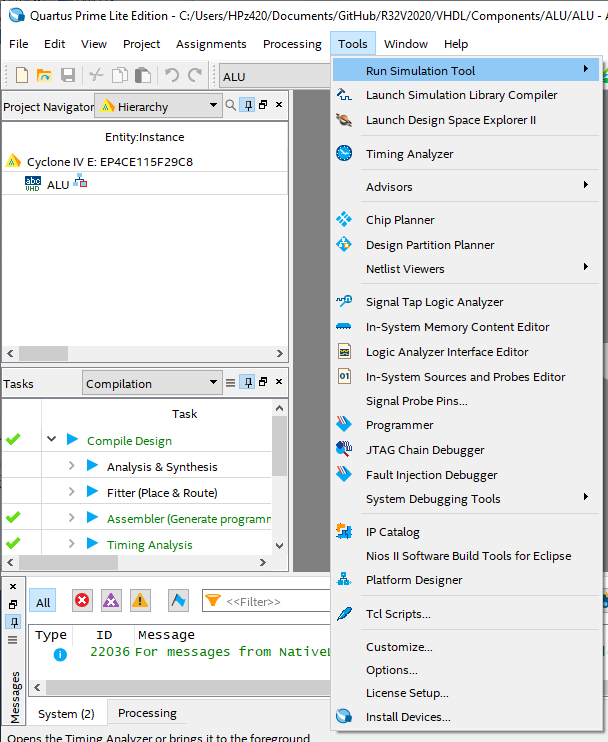 Quartus Prime Lite Edition - C:/Users/HPz420/Documents/GitHub/R32V2020/VHDL/Components/ALU/ALU - A
File Edit View Project Assignments Processing Tools Window Help
ALU
Project Navigator Hierarchy
Entity:Instance
Cyclone IV E: EP4CE115F29C8
abc VHD ALU
Tasks Compilation
Task
Compile Design
Analysis & Synthesis
Fitter (Place & Route)
Assembler (Generate programm
Timing Analysis
Run Simulation Tool
Launch Simulation Library Compiler
Launch Design Space Explorer II
Timing Analyzer
Advisors
Chip Planner
Design Partition Planner
Netlist Viewers
Signal Tap Logic Analyzer
In-System Memory Content Editor
Logic Analyzer Interface Editor
In-System Sources and Probes Editor
Signal Probe Pins...
Programmer
JTAG Chain Debugger
Fault Injection Debugger
System Debugging Tools
IP Catalog
Nios II Software Build Tools for Eclipse
Platform Designer
Tcl Scripts...
Customize...
Options...
License Setup...
Install Devices...
Messages
All <<Filter>>
Type ID Message
22036 For messages from NativeL
System (2) Processing
Opens the Timing Analyzer or brings it to the foreground